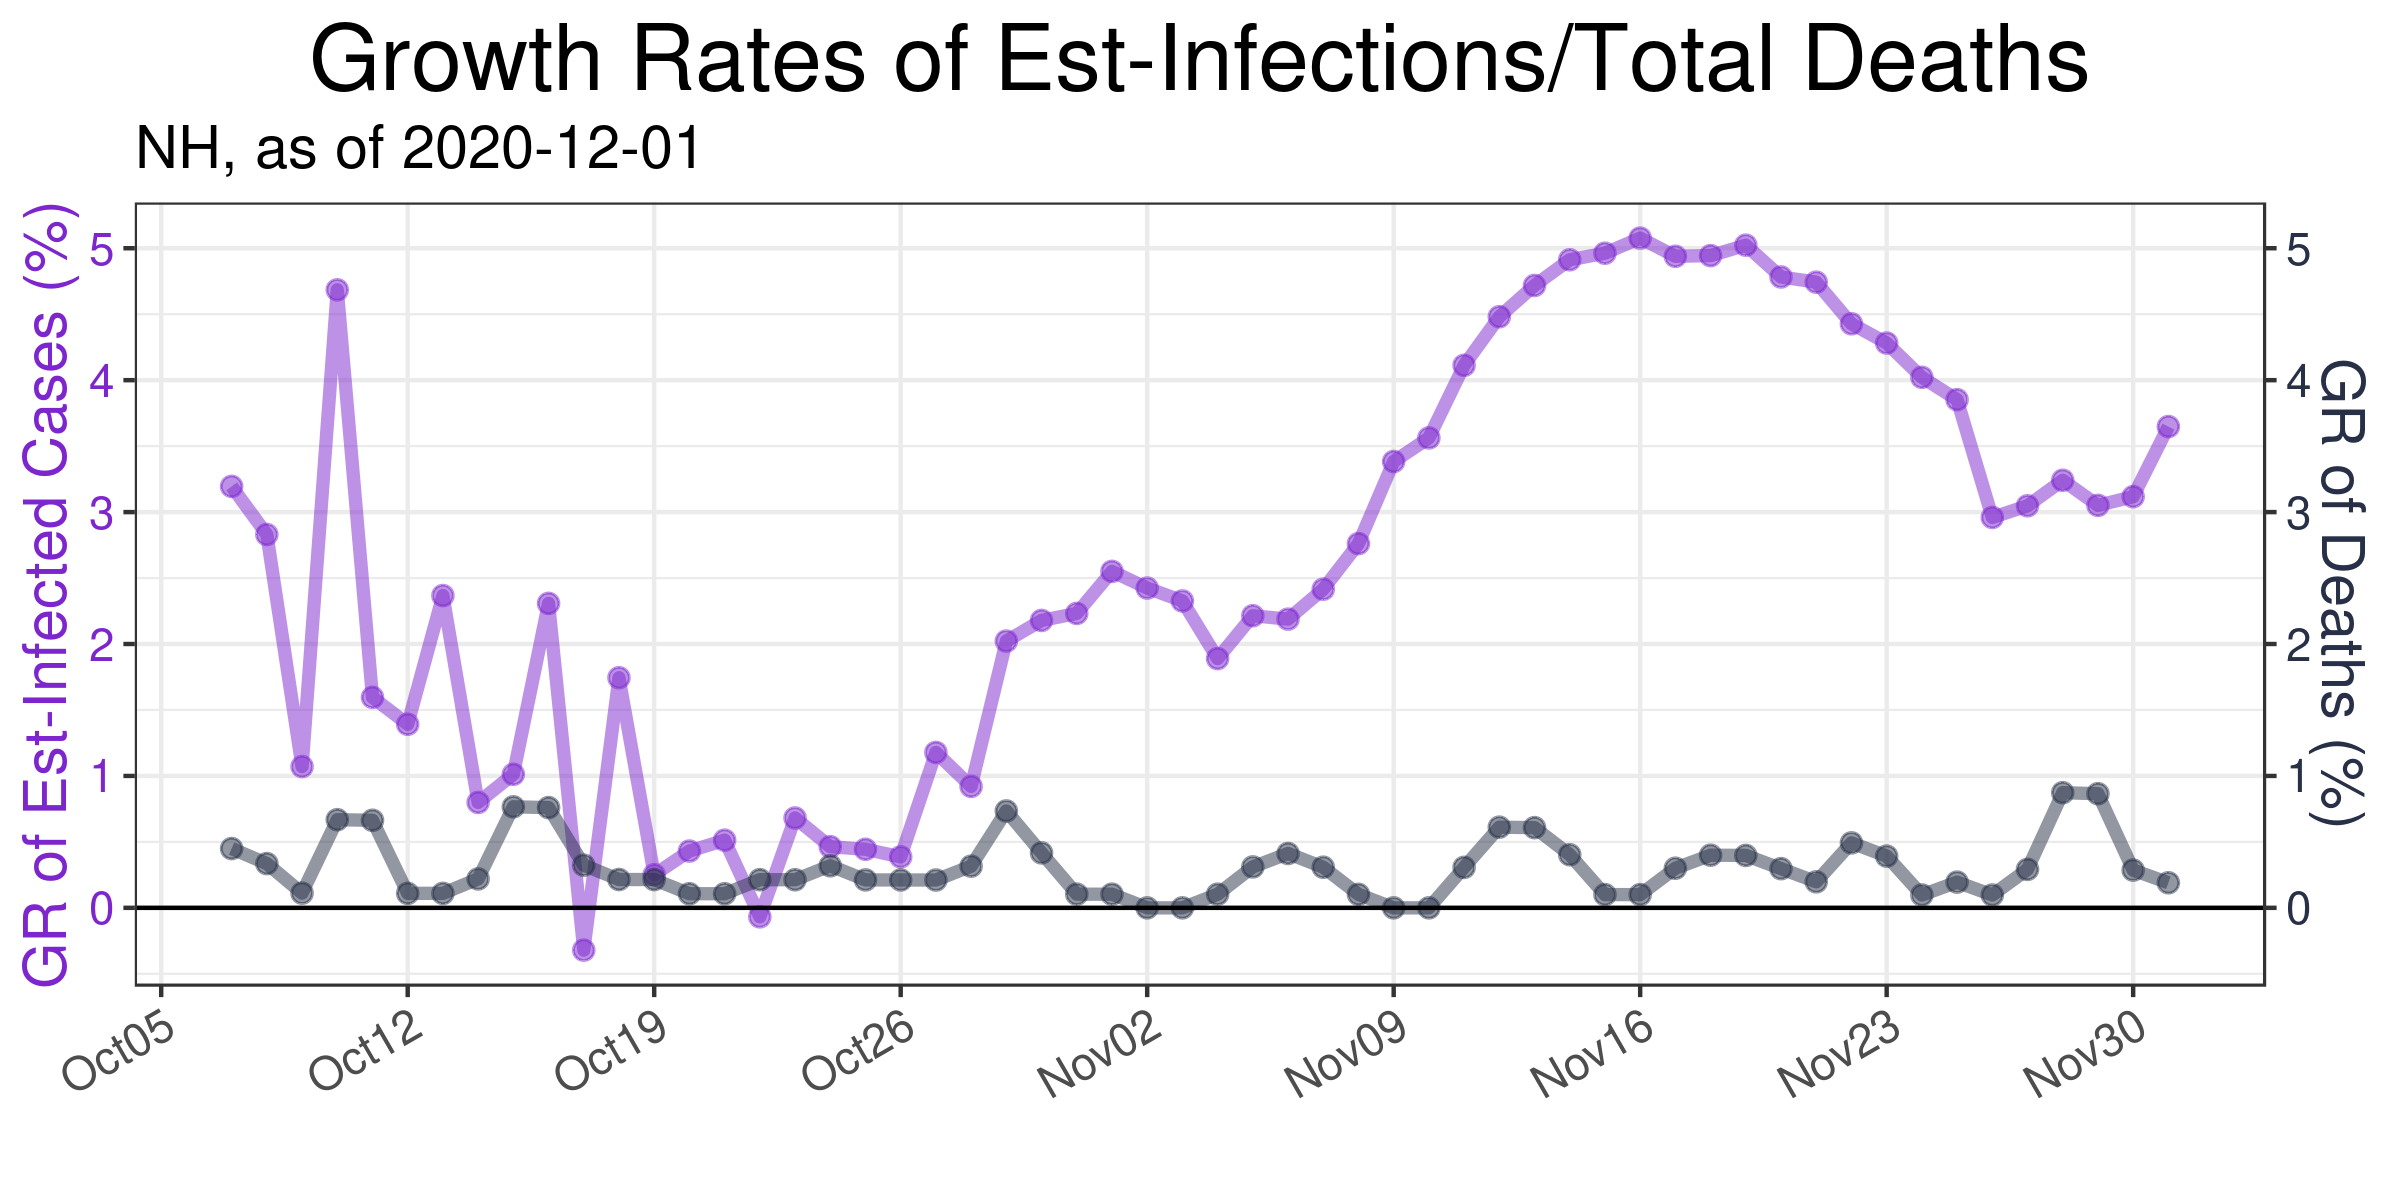 Growth Rates of Est-Infections/Total Deaths
NH, as of 2020-12-01
GR of Est-Infected Cases (%)
5
4
3
2
1
0
5
4
3
2
1
0
GR of Deaths (%)
Oct05
Oct12
Oct19
Oct26
Nov02
Nov09
Nov16
Nov23
Nov30